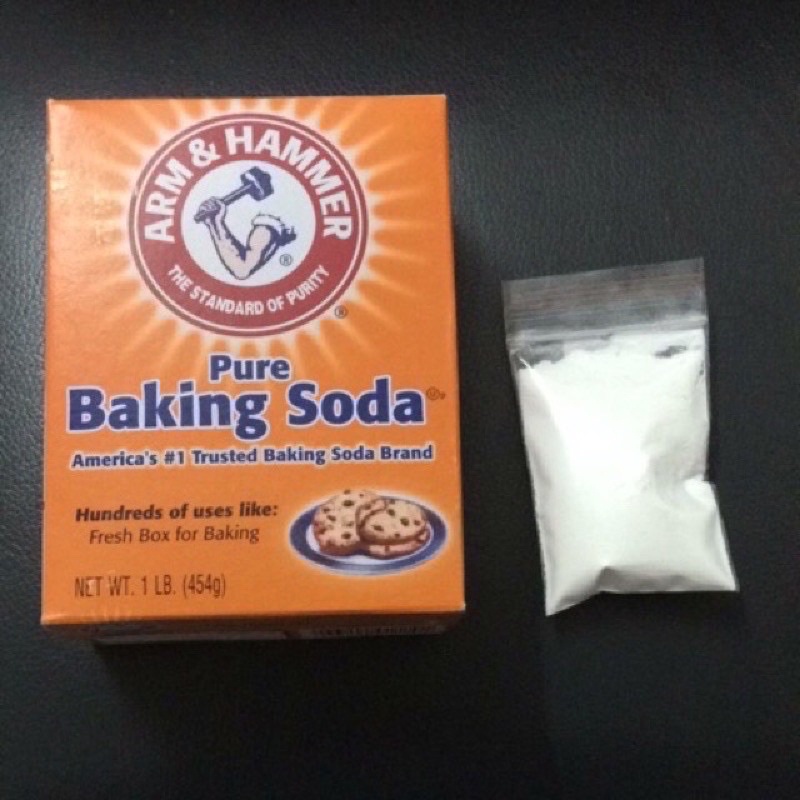 ARM & HAMMER
®
THE STANDARD OF PURITY
®
Pure
Baking Soda
America's #1 Trusted Baking Soda Brand
Hundreds of uses like:
Fresh Box for Baking
NET WT. 1 LB. (454g)